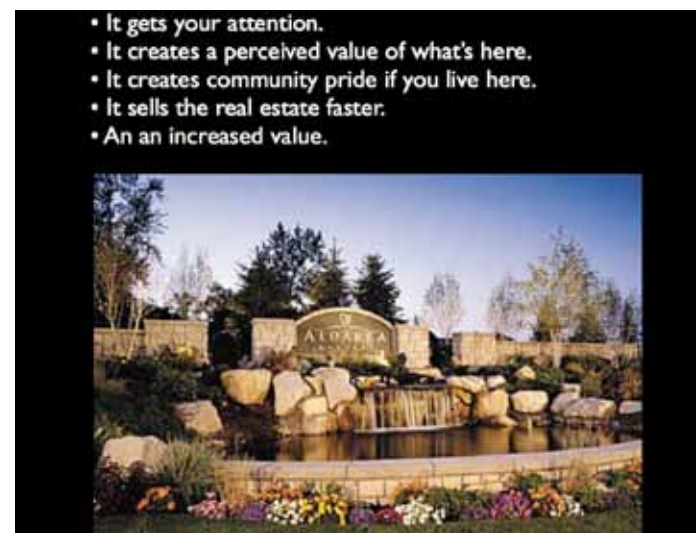 • It gets your attention.
• It creates a perceived value of what's here.
• It creates community pride if you live here.
• It sells the real estate faster.
• An an increased value.